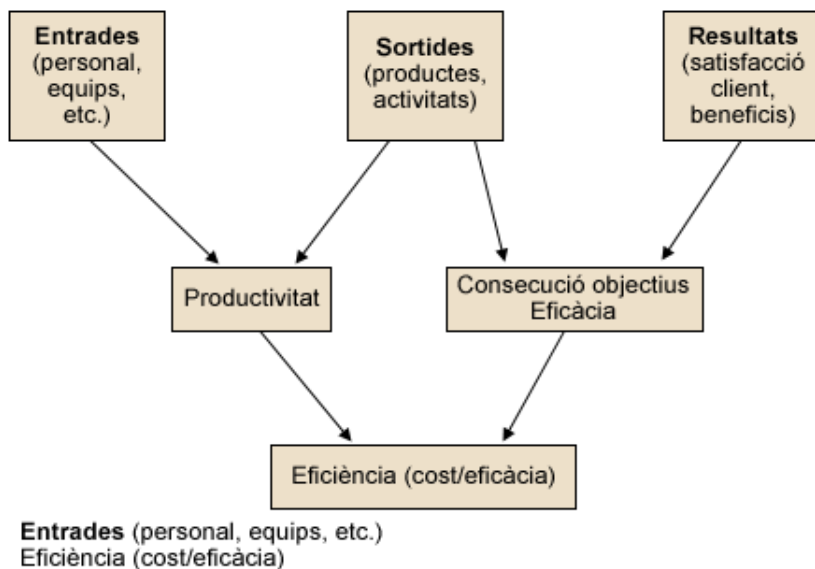 Entrades
(personal,
equips,
etc.)
Sortides
(productes,
activitats)
Resultats
(satisfacció
client,
beneficis)
Productivitat
Consecució objectius
Eficàcia
Eficiència (cost/eficàcia)
Entrades (personal, equips, etc.)
Eficiència (cost/eficàcia)